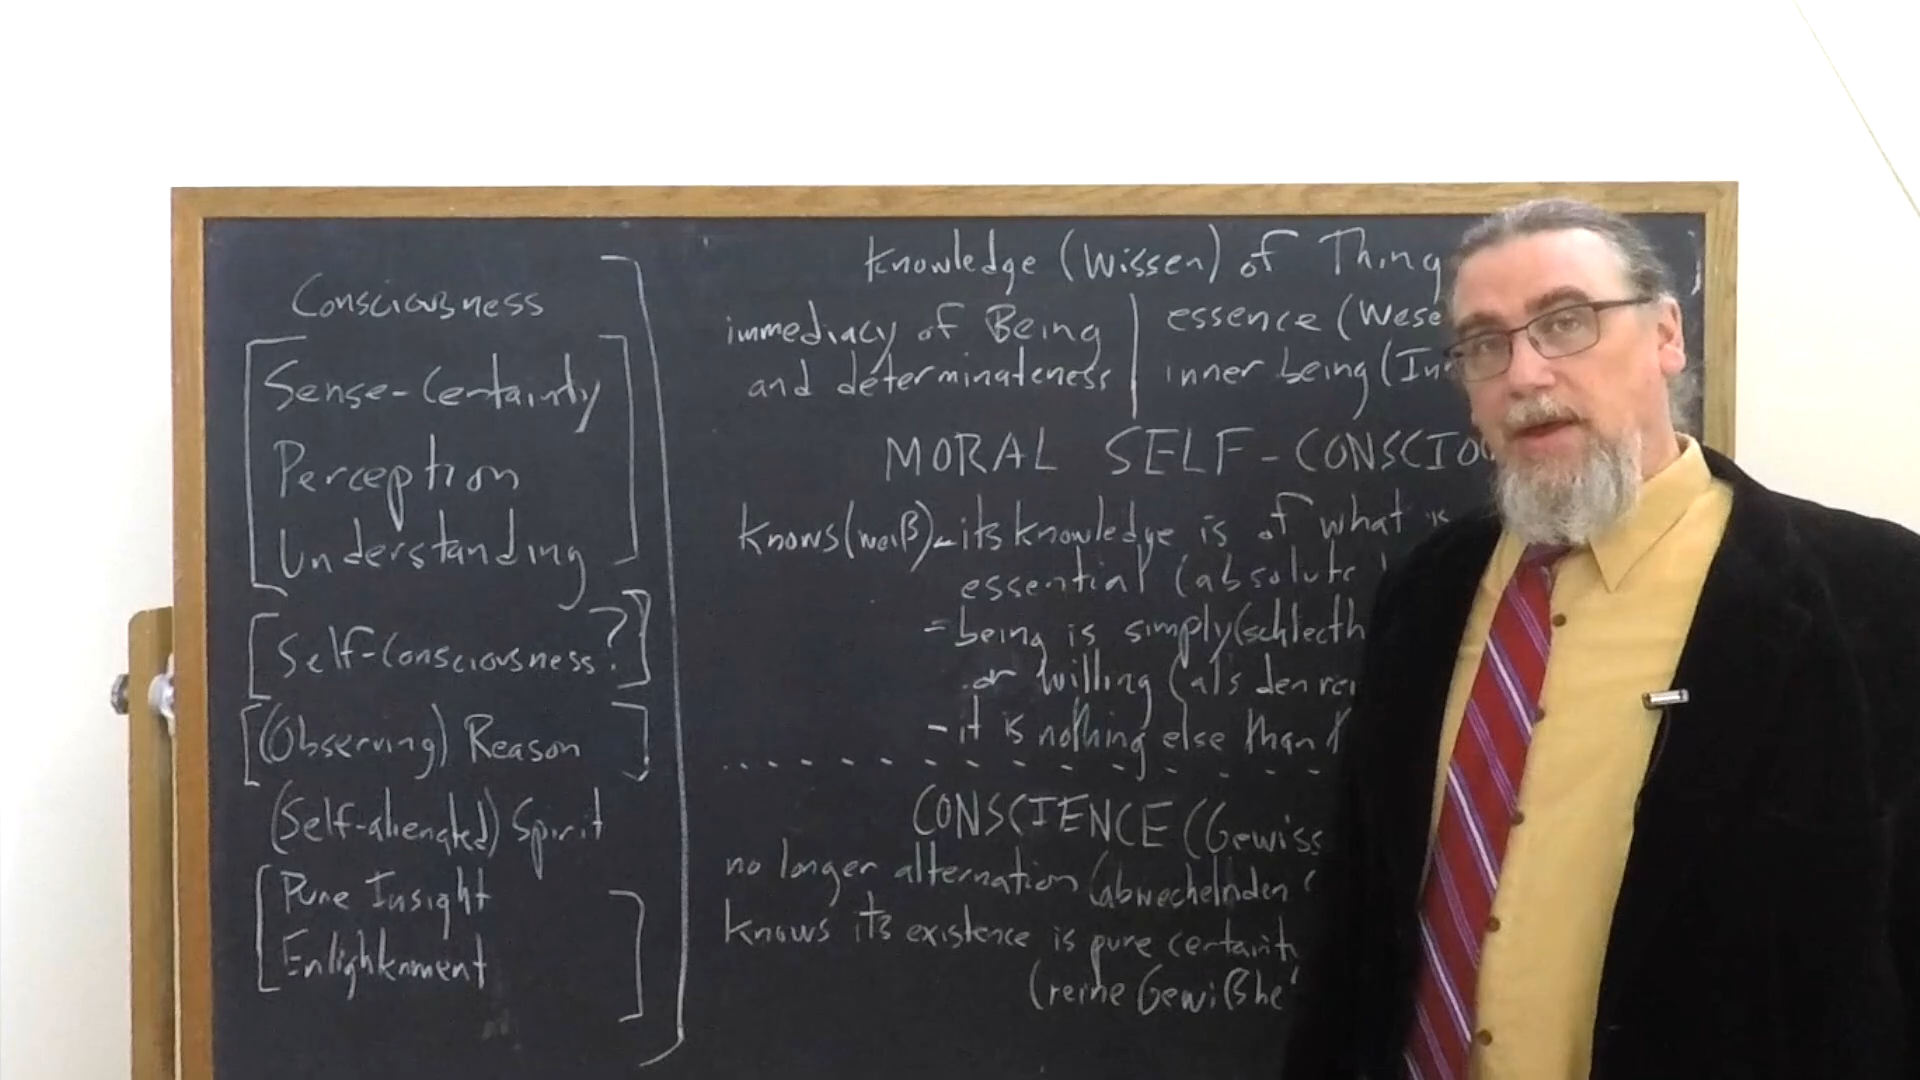 Consciousness
Sense-Certainty
Perception
Understanding
[Self-Consciousness?]
[(Observing) Reason]
(Self-alienated) Spirit
Pure Insight
Enlightenment
Knowledge (Wissen) of Thing
immediacy of Being | essence (Wese
and determinateness | inner being (In
MORAL SELF-CONSCIO
knows (weiß) - its knowledge is of what is
essential (absolute
= being is simply (schlecth
or willing (als den rei
- it is nothing else than
CONSCIENCE (Gewiss
no longer alternation (abwechelnden
knows its existence is pure certaint
(reine Gewißhe